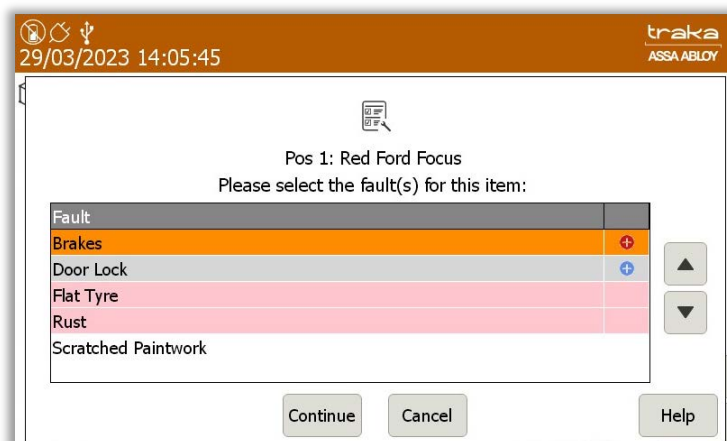 traka
29/03/2023 14:05:45
ASSA ABLOY
Pos 1: Red Ford Focus
Please select the fault(s) for this item:
Fault
Brakes
Door Lock
Flat Tyre
Rust
Scratched Paintwork
Continue
Cancel
Help